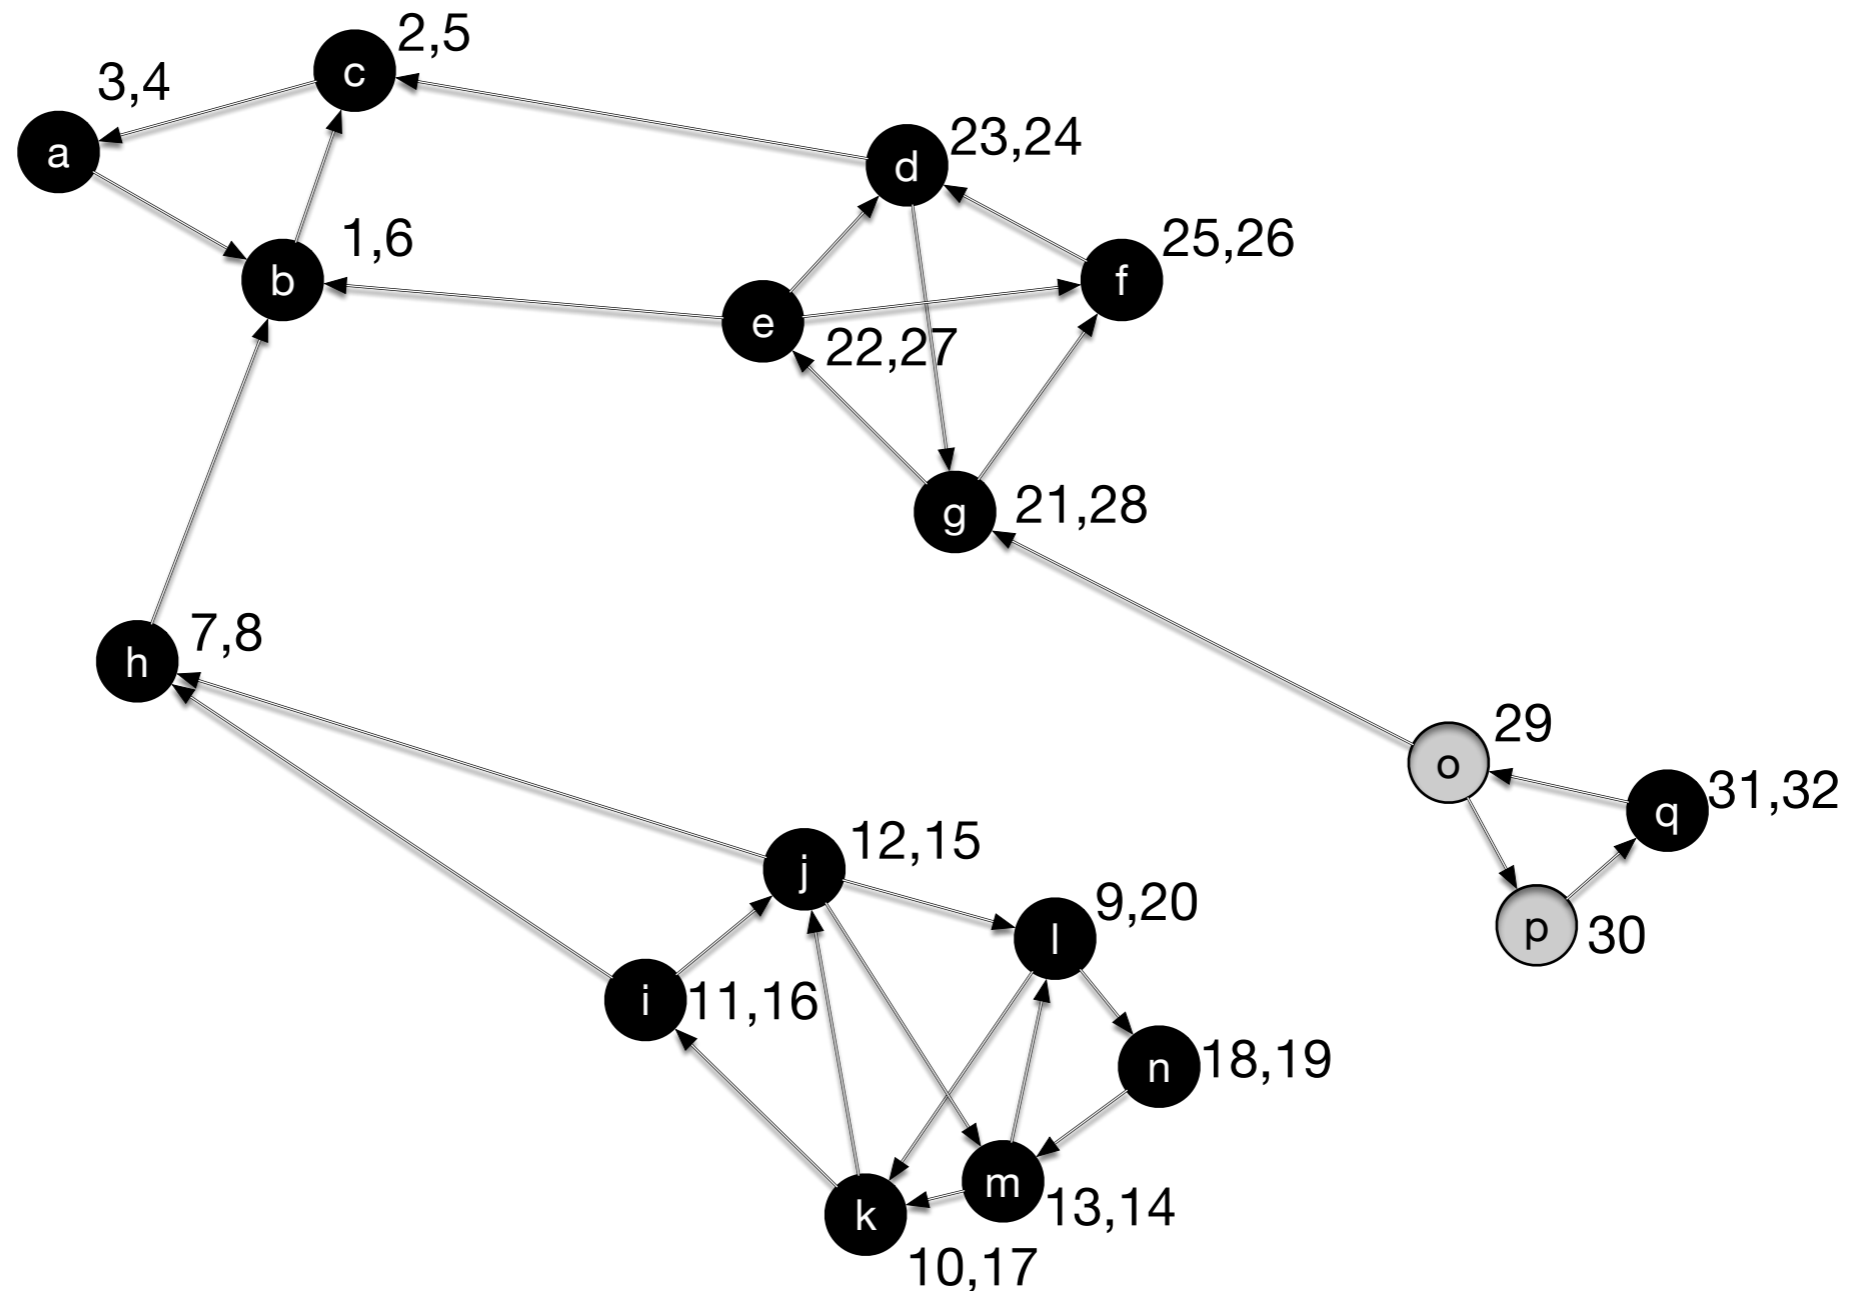 2,5
c
3,4
a
23,24
d
1,6
25,26
b
f
e
22,27
g
21,28
7,8
h
29
o
31,32
q
12,15
j
9,20
l
p
30
i
11,16
18,19
n
m
13,14
k
10,17